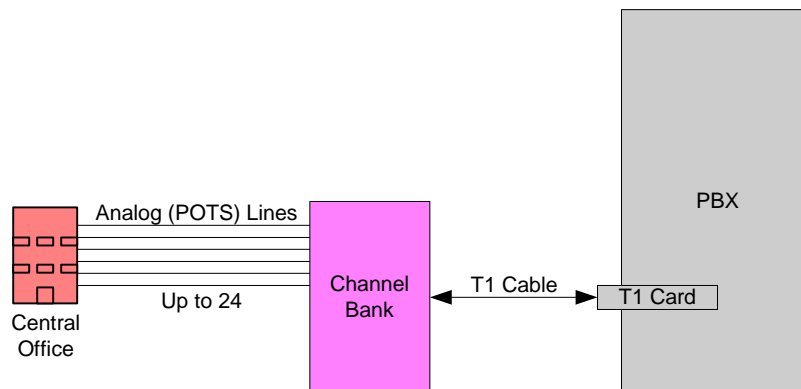 Analog (POTS) Lines
Up to 24
Central
Office
Channel
Bank
T1 Cable
T1 Card
PBX